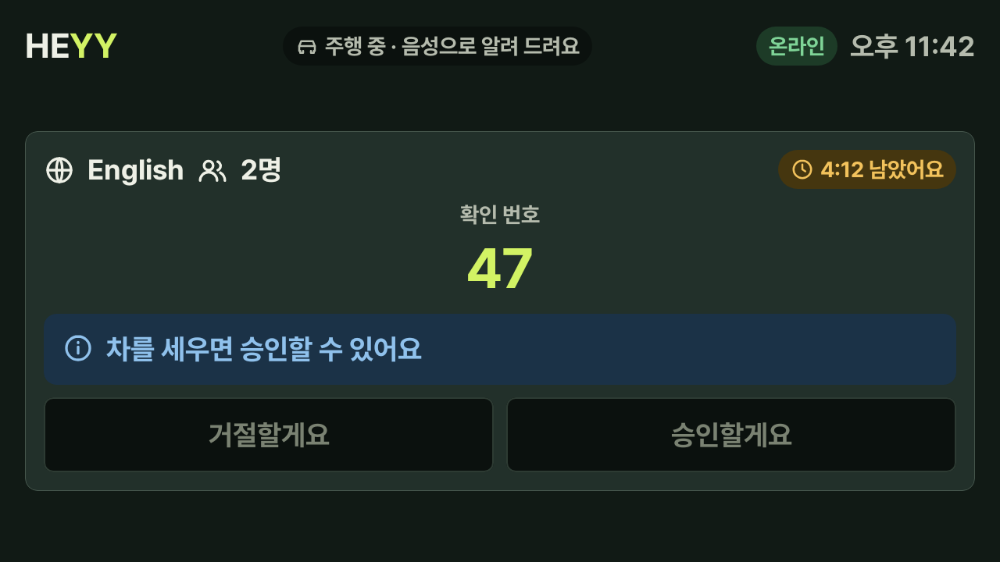 HEYY
주행 중 · 음성으로 알려 드려요
온라인
오후 11:42
English 2명
4:12 남았어요
확인 번호
47
차를 세우면 승인할 수 있어요
거절할게요
승인할게요